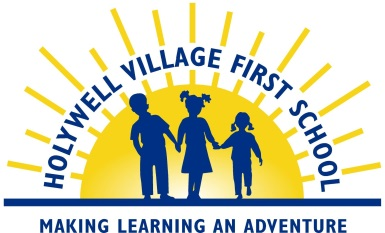 HOLYWELL VILLAGE FIRST SCHOOL
MAKING LEARNING AN ADVENTURE